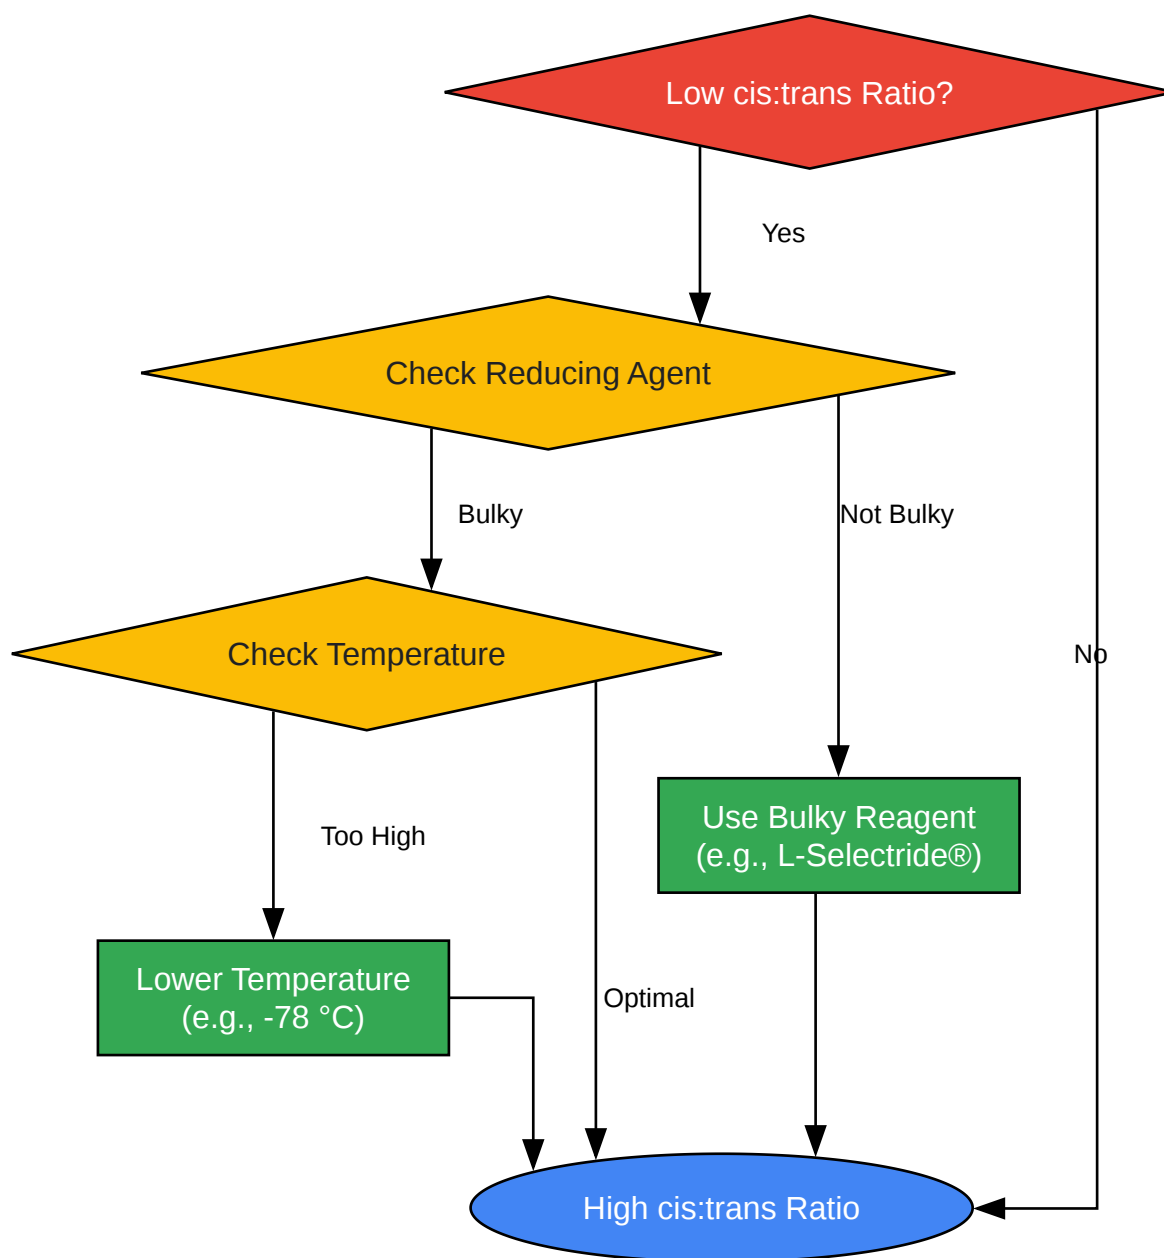 Low cis:trans Ratio?
Yes
Check Reducing Agent
Bulky
Not Bulky
Check Temperature
No
Too High
Use Bulky Reagent
(e.g., L-Selectride®)
Lower Temperature
(e.g., -78 °C)
Optimal
High cis:trans Ratio